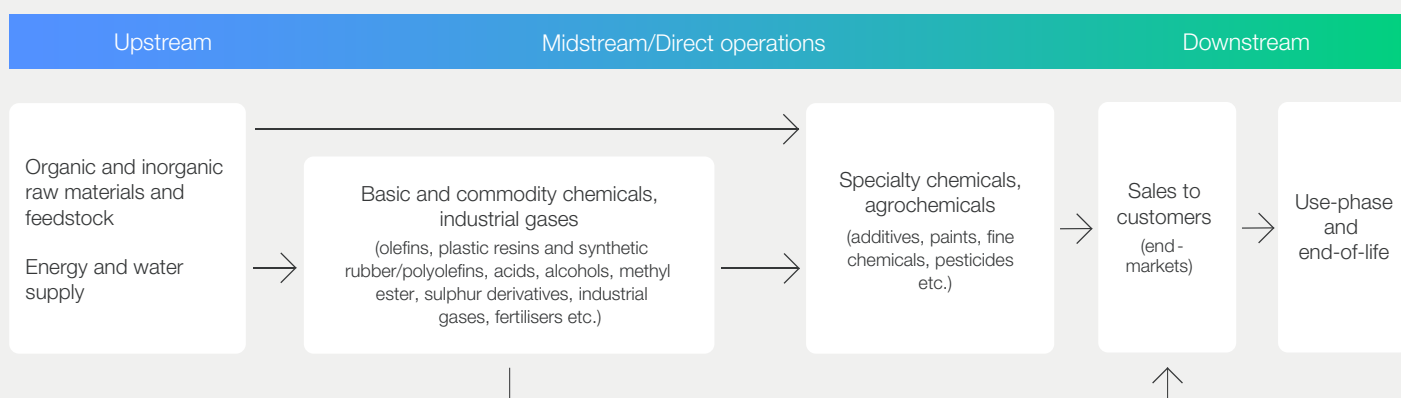 Upstream
Midstream/Direct operations
Downstream
Organic and inorganic
raw materials and
feedstock
Energy and water
supply
Basic and commodity chemicals,
industrial gases
(olefins, plastic resins and synthetic
rubber/polyolefins, acids, alcohols, methyl
ester, sulphur derivatives, industrial
gases, fertilisers etc.)
Specialty chemicals,
agrochemicals
(additives, paints, fine
chemicals, pesticides
etc.)
Sales to
customers
(end-
markets)
Use-phase
and
end-of-life